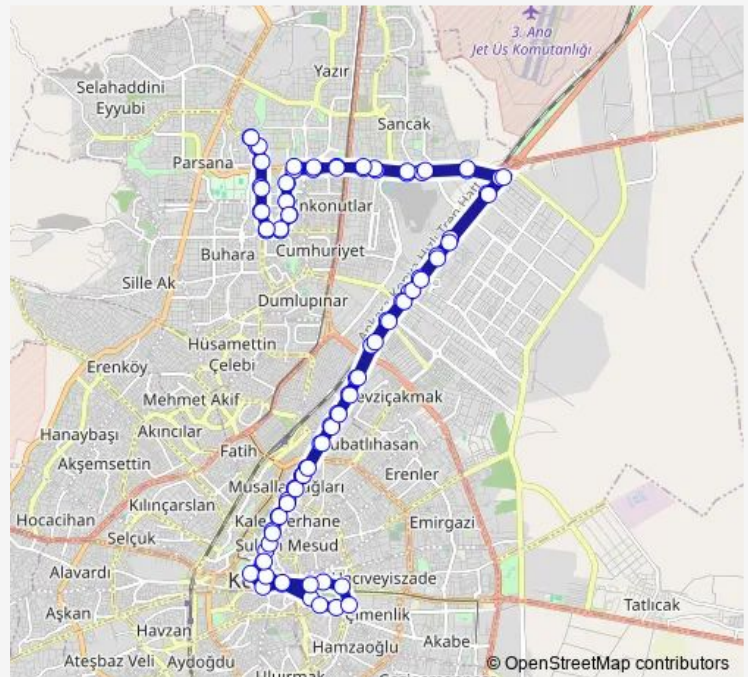 3. Ana
Jet Üs Komutanlığı
Yazır
Selahaddini
Eyyubi
Sancak
Parsana
Buhara
Cumhuriyet
Sille Ak
Dumlupınar
Hüsamettin
Çelebi
Erenköy
Mehmet Akif
Hanaybaşı
Akıncılar
Fatih
Akşemsettin
Erenler
Kılınçarslan
Hocacihan
Emirgazi
Selçuk
Alavardı
Tatlıcak
Aşkan
Havzan
Hamzaoğlu
Akabe
Ateşbaz Veli
Aydoğdu
© OpenStreetMap contributors